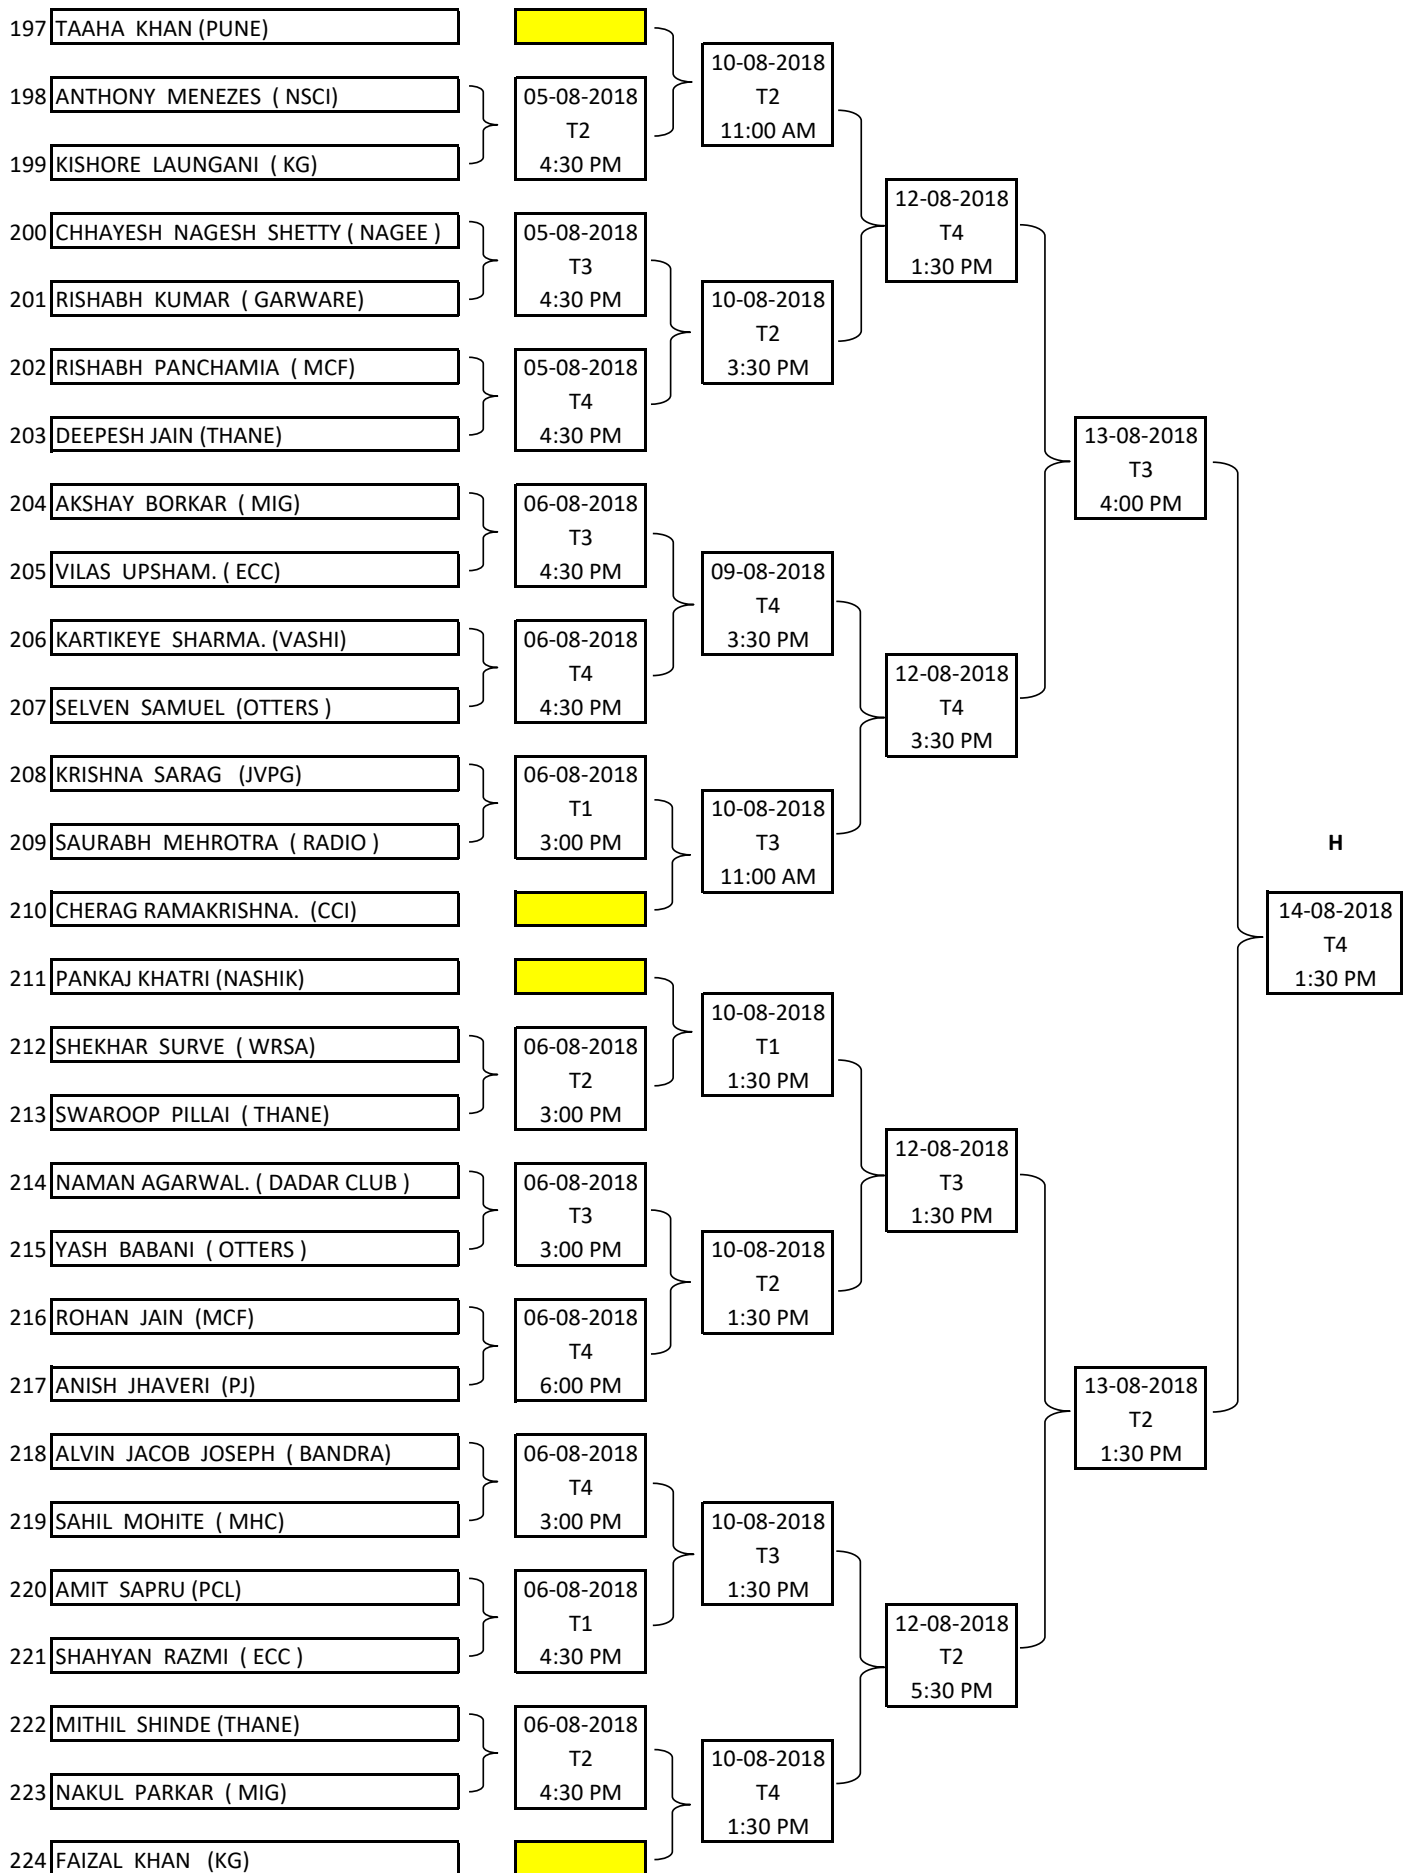 197 TAAHA KHAN (PUNE)
10-08-2018
T2
11:00 AM
198 ANTHONY MENEZES ( NSCI)
199 KISHORE LAUNGANI ( KG)
05-08-2018
T2
4:30 PM
12-08-2018
T4
1:30 PM
200 CHHAYESH NAGESH SHETTY ( NAGEE )
201 RISHABH KUMAR ( GARWARE)
05-08-2018
T3
4:30 PM
10-08-2018
T2
3:30 PM
202 RISHABH PANCHAMIA ( MCF)
203 DEEPESH JAIN (THANE)
05-08-2018
T4
4:30 PM
13-08-2018
T3
4:00 PM
204 AKSHAY BORKAR ( MIG)
205 VILAS UPSHAM. ( ECC)
06-08-2018
T3
4:30 PM
09-08-2018
T4
3:30 PM
206 KARTIKEYE SHARMA. (VASHI)
207 SELVEN SAMUEL (OTTERS )
06-08-2018
T4
4:30 PM
12-08-2018
T4
3:30 PM
208 KRISHNA SARAG (JVPG)
209 SAURABH MEHROTRA ( RADIO )
06-08-2018
T1
3:00 PM
10-08-2018
T3
11:00 AM
H
210 CHERAG RAMAKRISHNA. (CCI)
14-08-2018
T4
1:30 PM
211 PANKAJ KHATRI (NASHIK)
10-08-2018
T1
1:30 PM
212 SHEKHAR SURVE ( WRSA)
213 SWAROOP PILLAI ( THANE)
06-08-2018
T2
3:00 PM
12-08-2018
T3
1:30 PM
214 NAMAN AGARWAL. ( DADAR CLUB )
215 YASH BABANI ( OTTERS )
06-08-2018
T3
3:00 PM
10-08-2018
T2
1:30 PM
216 ROHAN JAIN (MCF)
217 ANISH JHAVERI (PJ)
06-08-2018
T4
6:00 PM
13-08-2018
T2
1:30 PM
218 ALVIN JACOB JOSEPH ( BANDRA)
219 SAHIL MOHITE ( MHC)
06-08-2018
T4
3:00 PM
10-08-2018
T3
1:30 PM
220 AMIT SAPRU (PCL)
221 SHAHYAN RAZMI ( ECC )
06-08-2018
T1
4:30 PM
12-08-2018
T2
5:30 PM
222 MITHIL SHINDE (THANE)
223 NAKUL PARKAR ( MIG)
06-08-2018
T2
4:30 PM
10-08-2018
T4
1:30 PM
224 FAIZAL KHAN (KG)